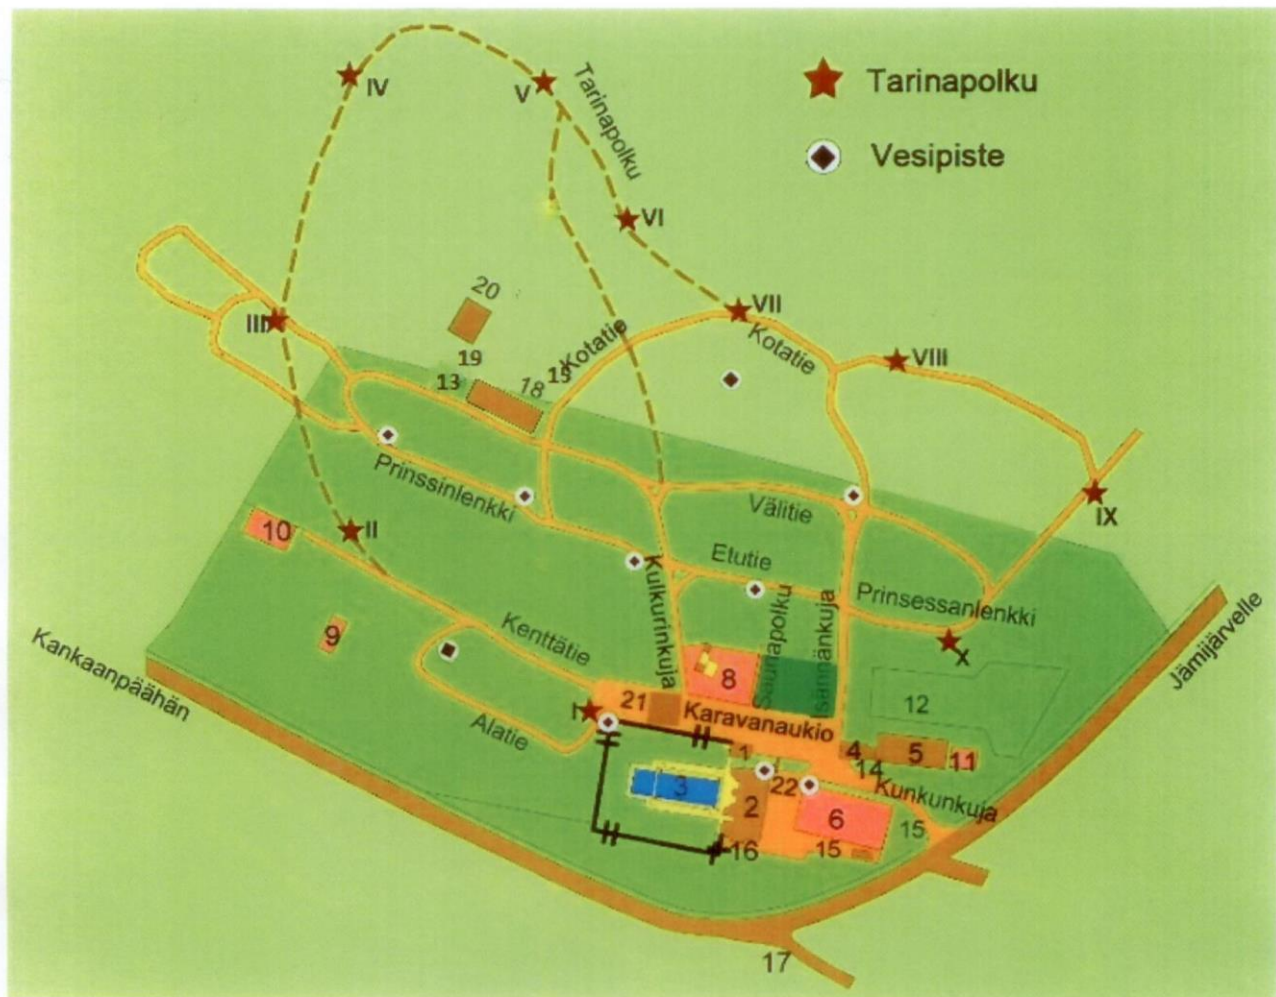 Tarinapolku
Vesipiste
IV
V
Tarinapolku
VI
VII
VIII
III
20
19
13
18
15
Kotatie
Kotatie
IX
Prinssinlenkki
Välitie
10
II
Etutie
Kulkurinkuja
Saunapolku
Isännänkuja
Prinsessanlenkki
X
9
Kenttätie
Kankaanpäähän
Jämijärvelle
8
12
I
21
Karavanaukio
Alatie
1
4
5
11
14
3
22
Kunkunkuja
2
6
15
16
15
17